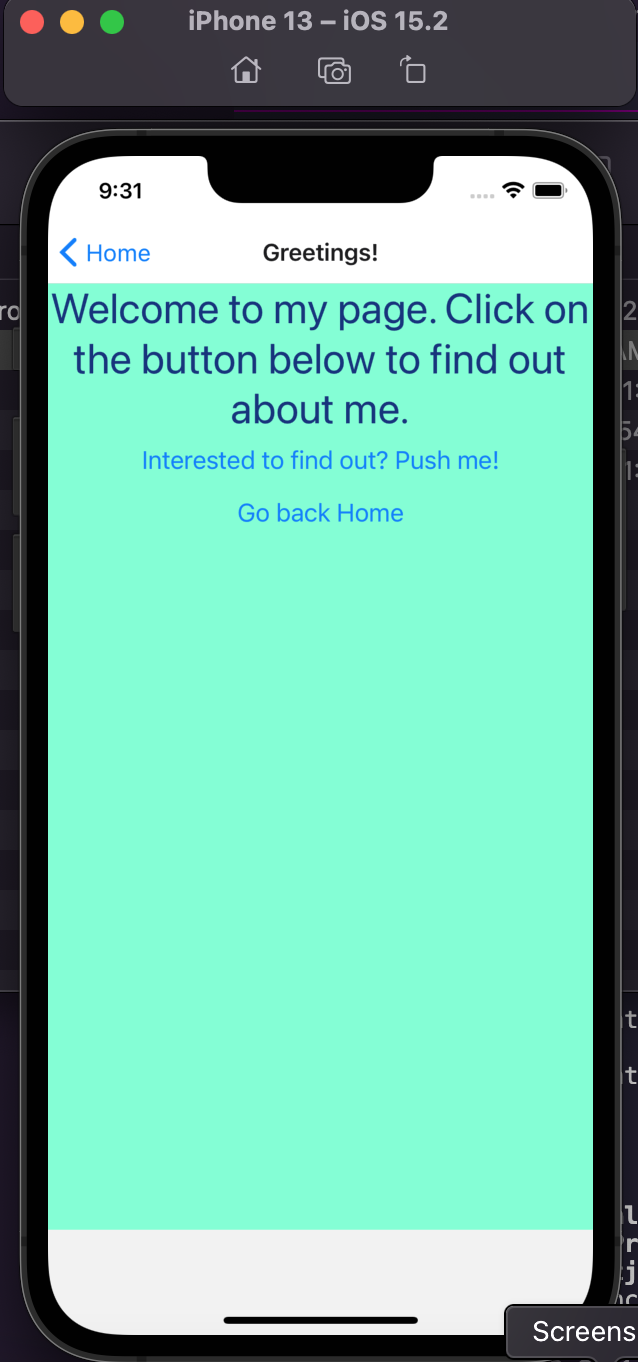 iPhone 13 – iOS 15.2
9:31
Home
Greetings!
Welcome to my page. Click on
the button below to find out
about me.
Interested to find out? Push me!
Go back Home
Screens